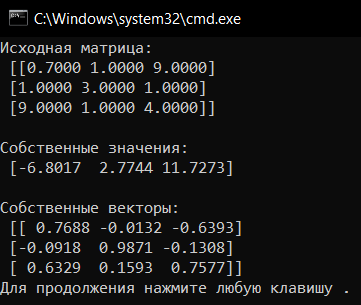 C:\Windows\system32\cmd.exe
Исходная матрица:
[[0.7000 1.0000 9.0000]
[1.0000 3.0000 1.0000]
[9.0000 1.0000 4.0000]]
Собственные значения:
[-6.8017 2.7744 11.7273]
Собственные векторы:
[[ 0.7688 -0.0132 -0.6393]
[-0.0918 0.9871 -0.1308]
[ 0.6329 0.1593 0.7577]]
Для продолжения нажмите любую клавишу .